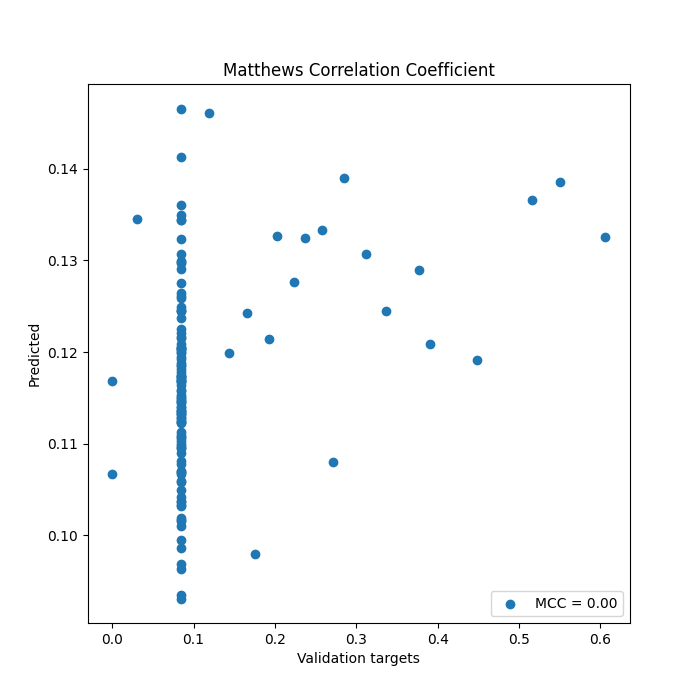 Matthews Correlation Coefficient
0.14
0.13
0.12
0.11
0.10
Predicted
MCC = 0.00
0.0 0.1 0.2 0.3 0.4 0.5 0.6
Validation targets